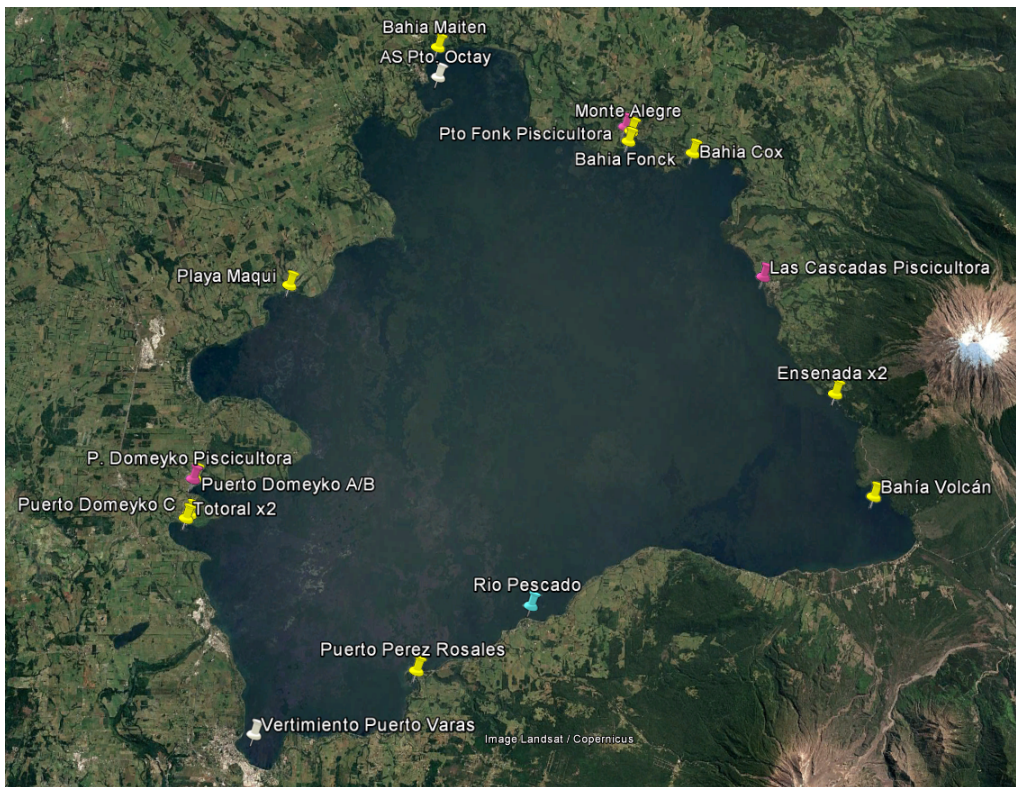 Bahia Maiten
AS Pto. Octay
Monte Alegre
Pto Fonk Piscicultora
Bahia Fonck
Bahia Cox
Playa Maqui
Las Cascadas Piscicultora
Ensenada x2
P. Domeyko Piscicultora
Puerto Domeyko A/B
Bahía Volcán
Puerto Domeyko C
Totoral x2
Rio Pescado
Puerto Perez Rosales
Vertimiento Puerto Varas
Image Landsat / Copernicus